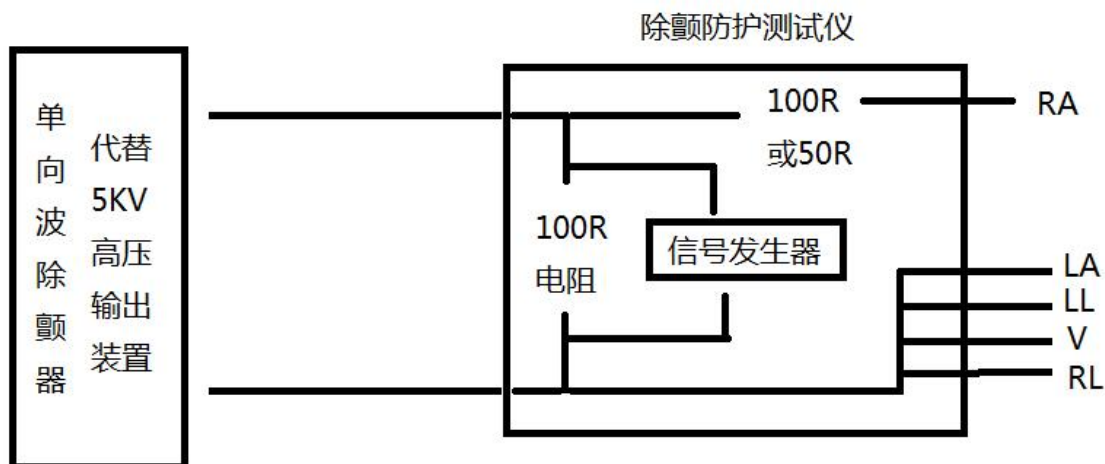 除颤防护测试仪
单向波除颤器
代替
5KV
高压
输出
装置
100R
或50R
RA
100R
电阻
信号发生器
LA
LL
V
RL